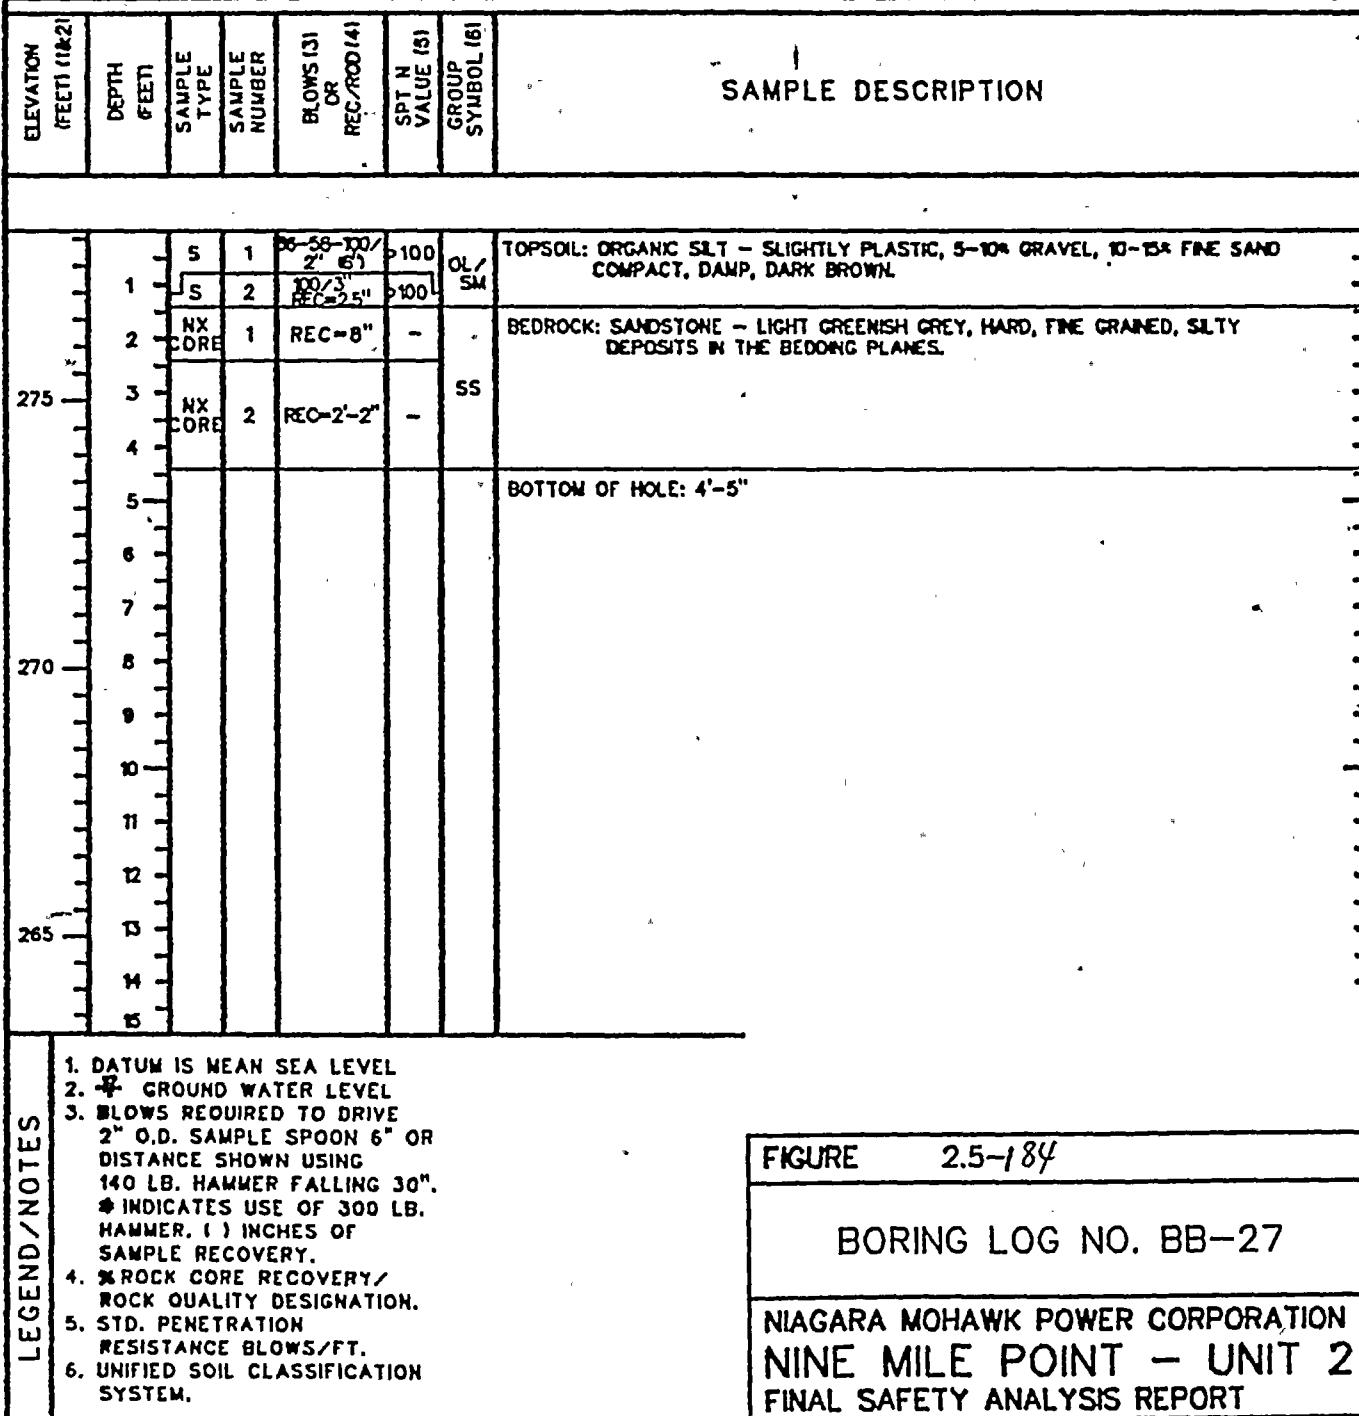 ELEVATION (FEET) (1&2)
DEPTH (FEET)
SAMPLE TYPE
SAMPLE NUMBER
BLOWS (3) OR REC/ROD (4)
SPT N VALUE (5)
GROUP SYMBOL (6)
SAMPLE DESCRIPTION
S 1 -58-100/ >100
2" (6")
TOPSOIL: ORGANIC SILT - SLIGHTLY PLASTIC, 5-10% GRAVEL, 10-15% FINE SAND
COMPACT, DAMP, DARK BROWN.
OL/
SM
1 S 2 100/3" >100
REC=2.5"
2 NX CORE 1 REC=8" -
BEDROCK: SANDSTONE - LIGHT GREENISH GREY, HARD, FINE GRAINED, SILTY
DEPOSITS IN THE BEDDING PLANES.
SS
275
3
NX CORE 2 REC=2'-2" -
4
BOTTOM OF HOLE: 4'-5"
5
6
7
270
8
9
10
11
12
265
13
14
15
LEGEND/NOTES
1. DATUM IS MEAN SEA LEVEL
2. GROUND WATER LEVEL
3. BLOWS REQUIRED TO DRIVE
2" O.D. SAMPLE SPOON 6" OR
DISTANCE SHOWN USING
140 LB. HAMMER FALLING 30".
* INDICATES USE OF 300 LB.
HAMMER. ( ) INCHES OF
SAMPLE RECOVERY.
4. % ROCK CORE RECOVERY/
ROCK QUALITY DESIGNATION.
5. STD. PENETRATION
RESISTANCE BLOWS/FT.
6. UNIFIED SOIL CLASSIFICATION
SYSTEM.
FIGURE 2.5-184
BORING LOG NO. BB-27
NIAGARA MOHAWK POWER CORPORATION
NINE MILE POINT - UNIT 2
FINAL SAFETY ANALYSIS REPORT